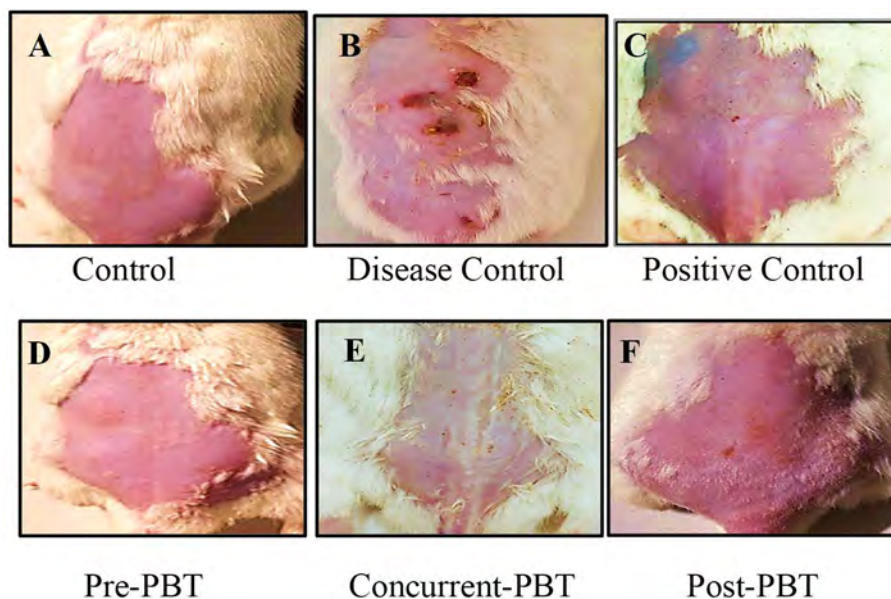 A B C
Control Disease Control Positive Control
D E F
Pre-PBT Concurrent-PBT Post-PBT